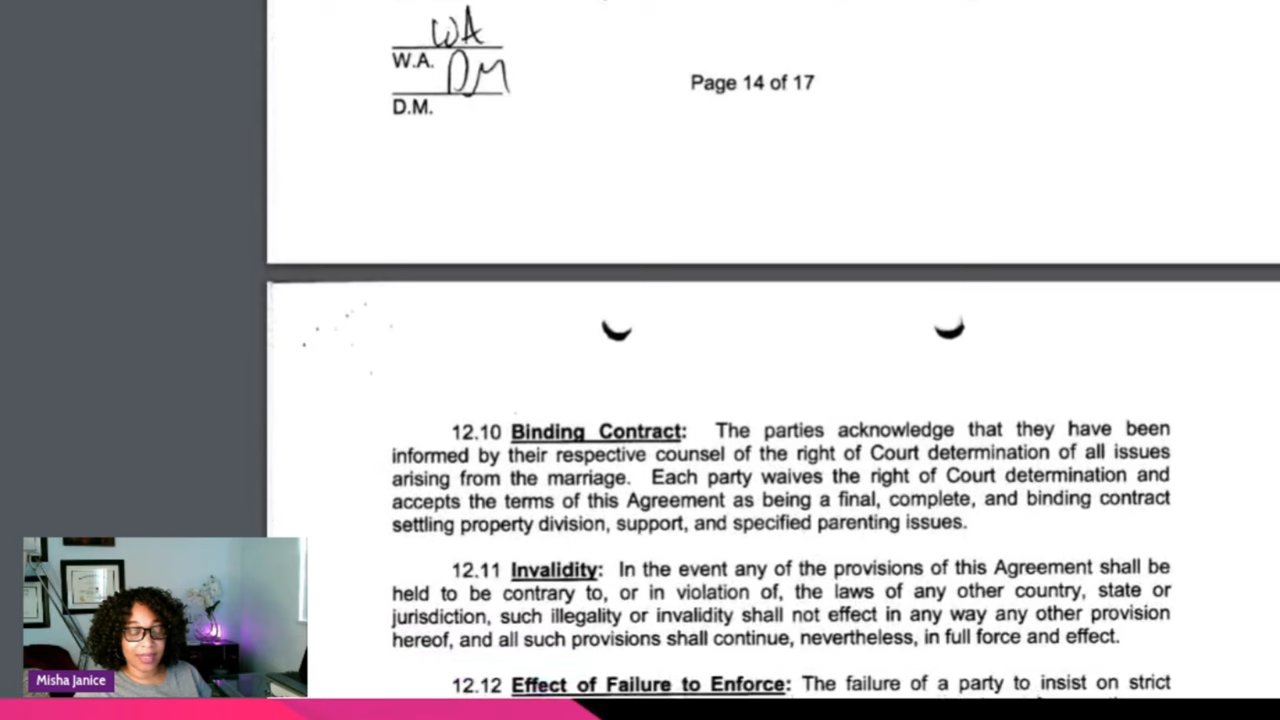 WA
W.A.
DM
D.M.
Page 14 of 17
12.10 Binding Contract: The parties acknowledge that they have been
informed by their respective counsel of the right of Court determination of all issues
arising from the marriage. Each party waives the right of Court determination and
accepts the terms of this Agreement as being a final, complete, and binding contract
settling property division, support, and specified parenting issues.
12.11 Invalidity: In the event any of the provisions of this Agreement shall be
held to be contrary to, or in violation of, the laws of any other country, state or
jurisdiction, such illegality or invalidity shall not effect in any way any other provision
hereof, and all such provisions shall continue, nevertheless, in full force and effect.
12.12 Effect of Failure to Enforce: The failure of a party to insist on strict
Misha Janice